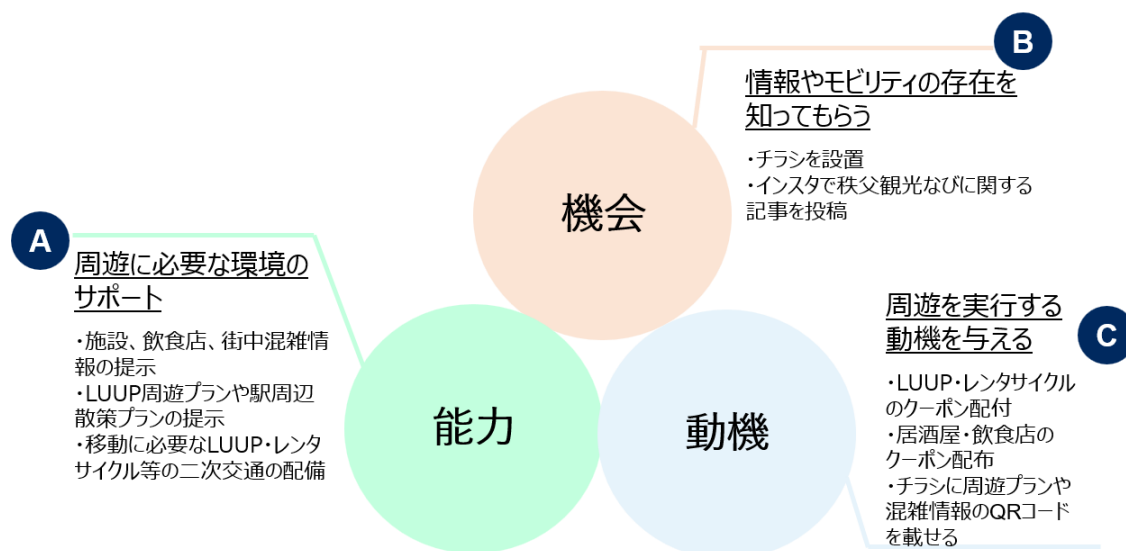 B
情報やモビリティの存在を
知ってもらう
・チラシを設置
・インスタで秩父観光なびに関する
記事を投稿
機会
A
周遊に必要な環境の
サポート
・施設、飲食店、街中混雑情
報の提示
・LUUP周遊プランや駅周辺
散策プランの提示
・移動に必要なLUUP・レンタ
サイクル等の二次交通の配備
能力
動機
C
周遊を実行する
動機を与える
・LUUP・レンタサイクル
のクーポン配付
・居酒屋・飲食店の
クーポン配布
・チラシに周遊プランや
混雑情報のQRコード
を載せる